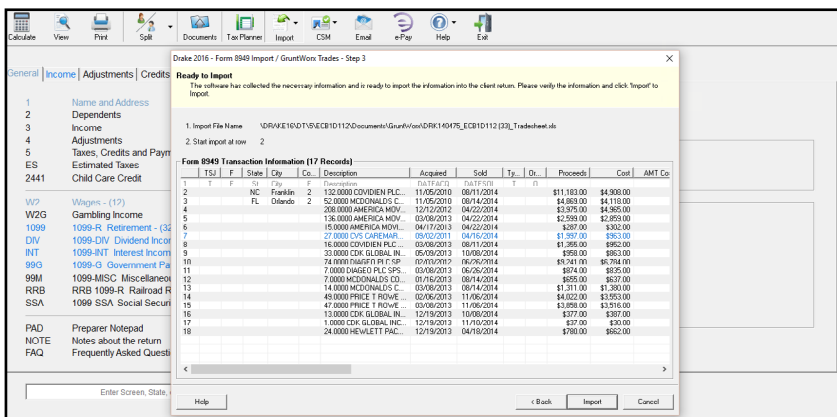 Calculate View Print Split Documents Tax Planner Import CSM Email e-Pay Help Exit
Drake 2016 - Form 8949 Import / GruntWorx Trades - Step 3
General Income Adjustments Credits
Ready to Import
The software has collected the necessary information and is ready to import the information into the client return. Please verify the information and click 'Import' to
Import.
1 Name and Address
2 Dependents
3 Income
4 Adjustments
5 Taxes, Credits and Paym
ES Estimated Taxes
2441 Child Care Credit
W2 Wages - (12)
W2G Gambling Income
1099 1099-R Retirement - (32
DIV 1099-DIV Dividend Incor
INT 1099-INT Interest Incom
99G 1099-G Government Pa
99M 1099-MISC Miscellaneou
RRB RRB 1099-R Railroad R
SSA 1099 SSA Social Securi
PAD Preparer Notepad
NOTE Notes about the return
FAQ Frequently Asked Questi
Enter Screen, State,
1. Import File Name \DRAKE16\DT\5\ECB1D112\Documents\GruntWorx\DRK140475_ECB1D112 (33)_Tradesheet.xls
2. Start import at row 2
Form 8949 Transaction Information (17 Records)
TSJ F State City Co... Description Acquired Sold Ty... Or... Proceeds Cost AMT Co
1 T F St City F Description DATEACQ DATESOL T O
2 NC Franklin 2 132.0000 COVIDIEN PLC... 11/05/2010 08/11/2014 $11,183.00 $4,908.00
3 FL Orlando 2 52.0000 MCDONALDS C... 11/05/2010 08/14/2014 $4,869.00 $4,118.00
4 208.0000 AMERICA MOV... 12/12/2012 04/22/2014 $3,975.00 $4,965.00
5 136.0000 AMERICA MOV... 03/08/2013 04/22/2014 $2,599.00 $2,859.00
6 15.0000 AMERICA MOVI... 04/17/2013 04/22/2014 $287.00 $302.00
7 27.0000 CVS CAREMAR... 09/02/2011 04/16/2014 $1,997.00 $963.00
8 16.0000 COVIDIEN PLC ... 03/08/2013 08/11/2014 $1,355.00 $952.00
9 33.0000 CDK GLOBAL IN... 05/09/2013 10/08/2014 $958.00 $863.00
10 74.0000 DIAGEO PLC SP... 02/03/2012 06/26/2014 $9,241.00 $6,784.00
11 7.0000 DIAGEO PLC SPS... 03/08/2013 06/26/2014 $874.00 $835.00
12 7.0000 MCDONALDS CO... 01/16/2013 08/14/2014 $655.00 $637.00
13 14.0000 MCDONALDS C... 03/08/2013 08/14/2014 $1,311.00 $1,380.00
14 49.0000 PRICE T ROWE ... 02/06/2013 11/06/2014 $4,022.00 $3,553.00
15 47.0000 PRICE T ROWE ... 03/08/2013 11/06/2014 $3,858.00 $3,516.00
16 13.0000 CDK GLOBAL IN... 12/19/2013 10/08/2014 $377.00 $387.00
17 1.0000 CDK GLOBAL INC... 12/19/2013 11/10/2014 $37.00 $30.00
18 24.0000 HEWLETT PAC... 12/19/2013 04/18/2014 $780.00 $662.00
Help < Back Import Cancel